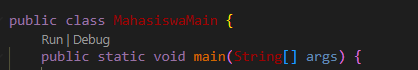 public class MahasiswaMain {
Run | Debug
public static void main(String[] args) {